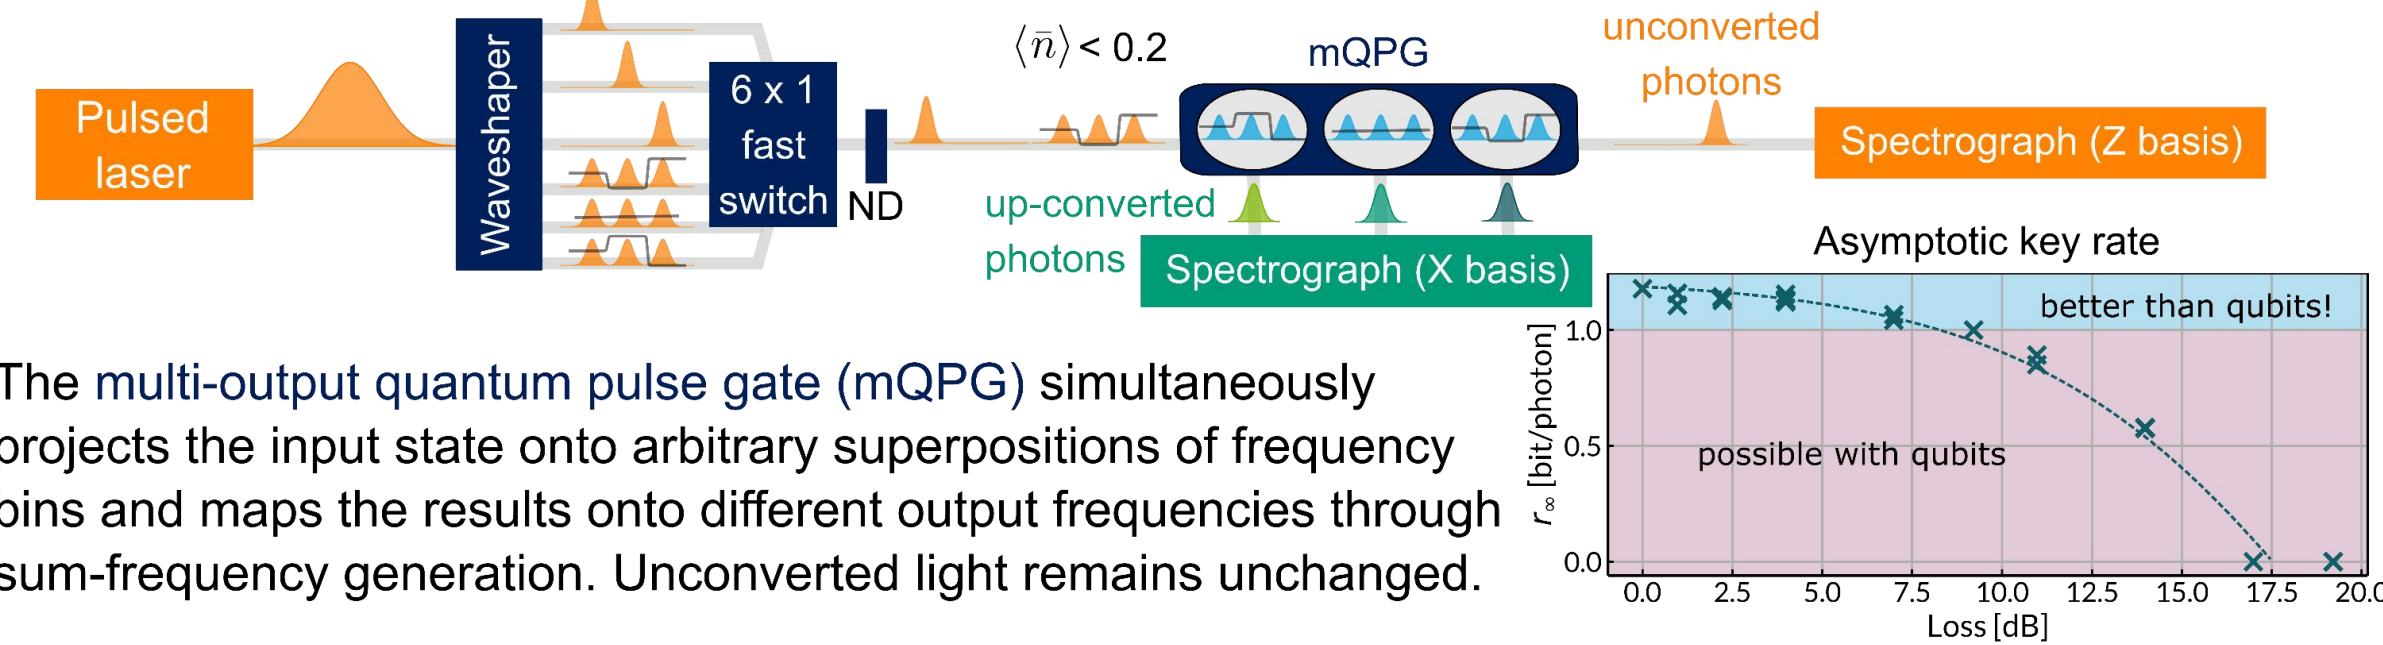 Pulsed
laser
Waveshaper
6 x 1
fast
switch
ND
⟨n̄⟩ < 0.2
mQPG
unconverted
photons
Spectrograph (Z basis)
up-converted
photons
Spectrograph (X basis)
The multi-output quantum pulse gate (mQPG) simultaneously
projects the input state onto arbitrary superpositions of frequency
bins and maps the results onto different output frequencies through
sum-frequency generation. Unconverted light remains unchanged.
Asymptotic key rate
better than qubits!
possible with qubits
r∞ [bit/photon]
1.0
0.5
0.0
0.0 2.5 5.0 7.5 10.0 12.5 15.0 17.5 20.0
Loss [dB]